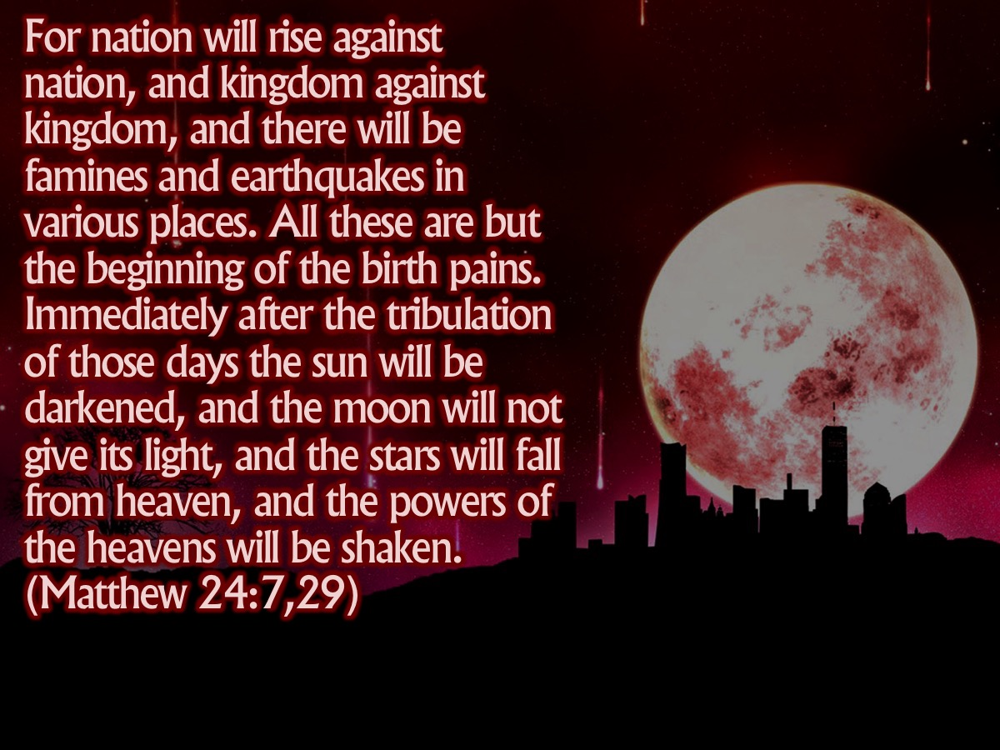 For nation will rise against
nation, and kingdom against
kingdom, and there will be
famines and earthquakes in
various places. All these are but
the beginning of the birth pains.
Immediately after the tribulation
of those days the sun will be
darkened, and the moon will not
give its light, and the stars will fall
from heaven, and the powers of
the heavens will be shaken.
(Matthew 24:7,29)